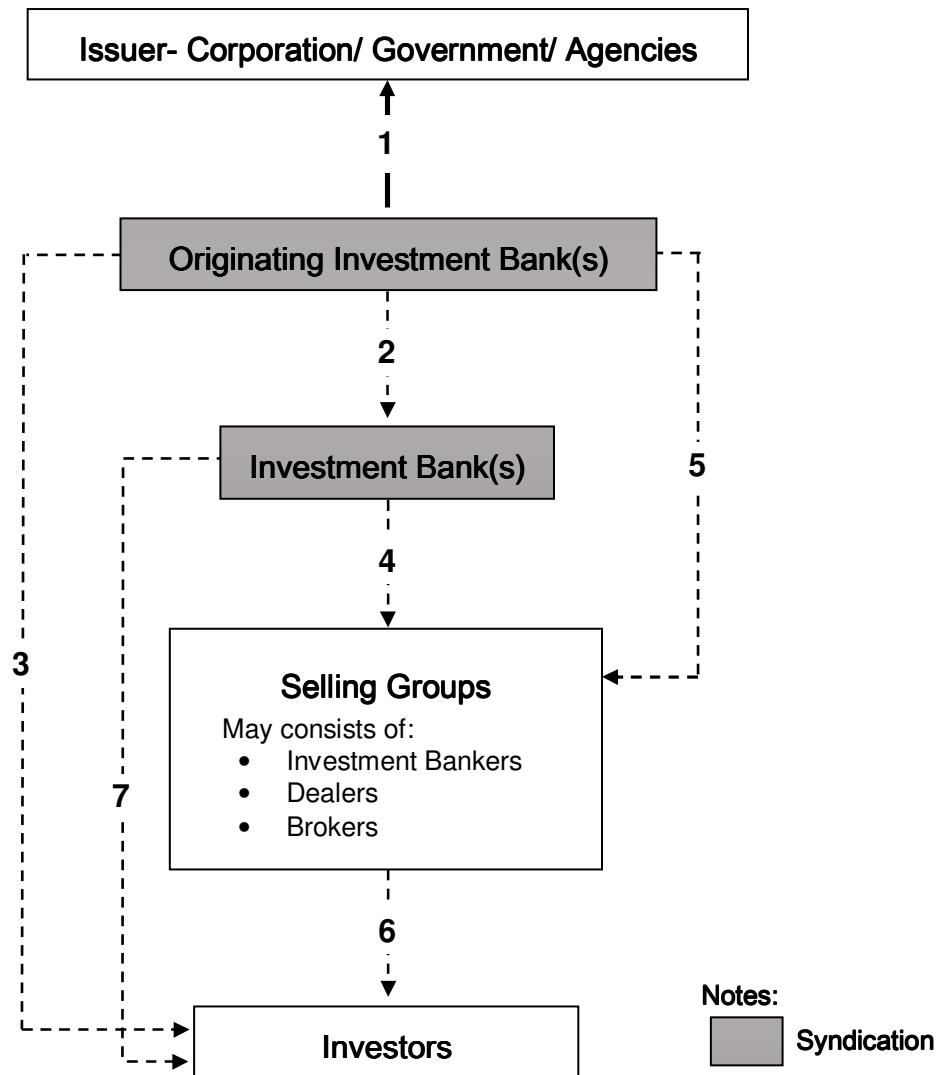 Issuer- Corporation/ Government/ Agencies
1
Originating Investment Bank(s)
2
Investment Bank(s)
5
4
3
Selling Groups
May consists of:
• Investment Bankers
• Dealers
• Brokers
7
6
Notes:
Syndication
Investors